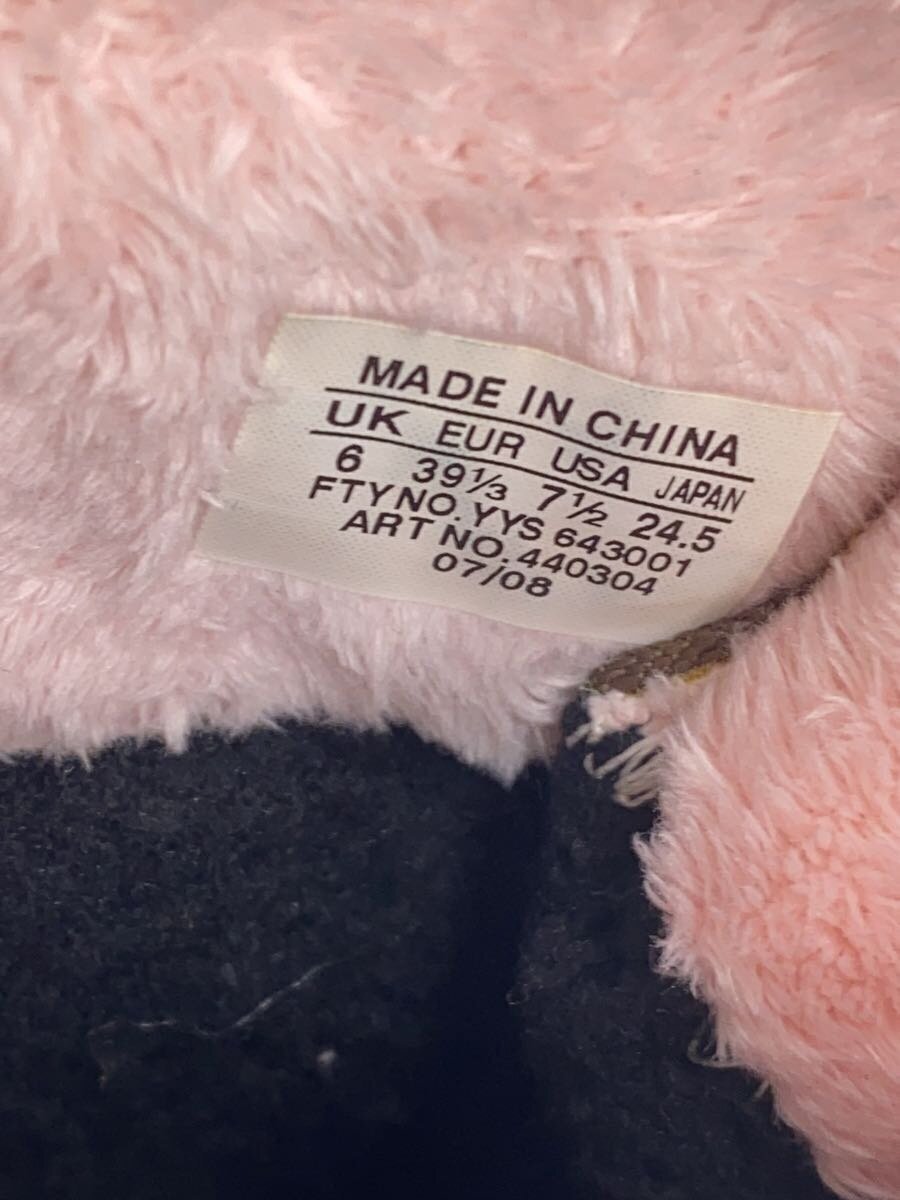 MADE IN CHINA
UK EUR USA JAPAN
6 39⅓ 7½ 24.5
FTY NO. YYS 643001
ART NO. 440304
07/08